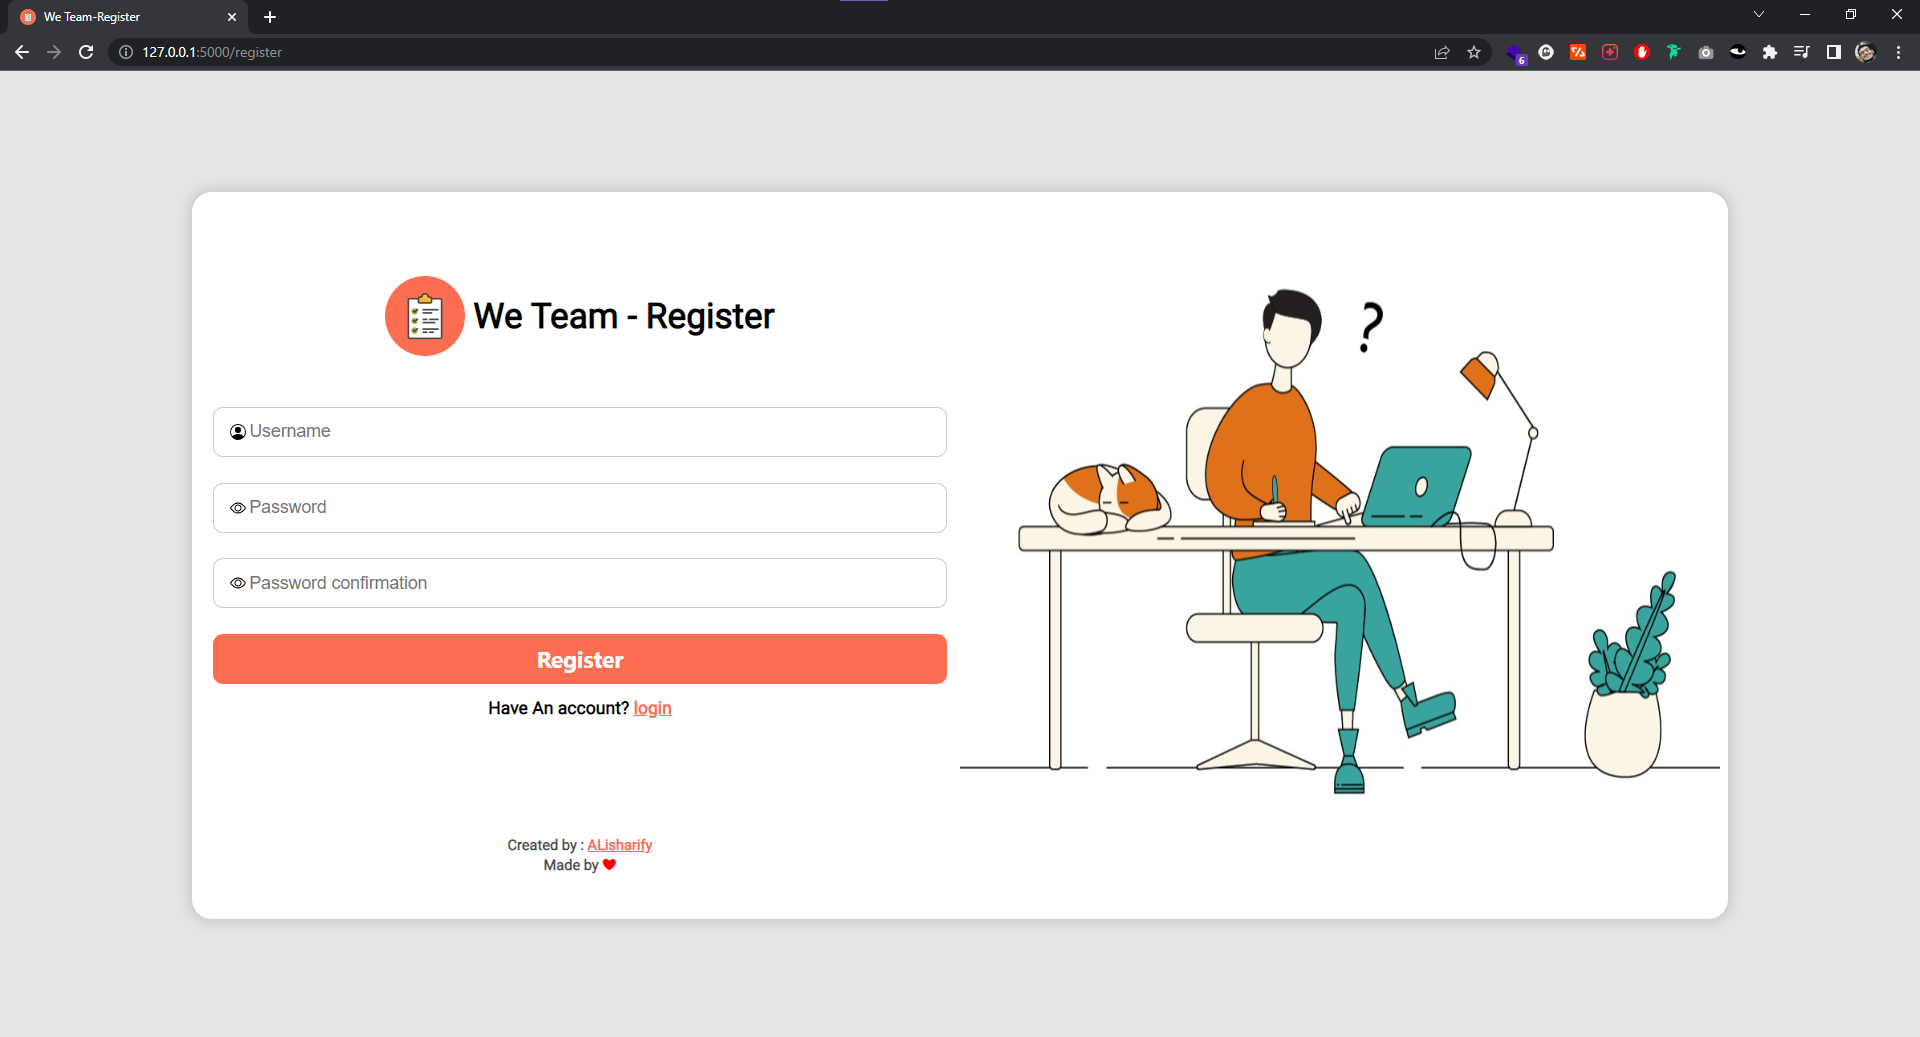 We Team-Register
127.0.0.1:5000/register
6
We Team - Register
?
Username
Password
Password confirmation
Register
Have An account? login
Created by : ALisharify
Made by